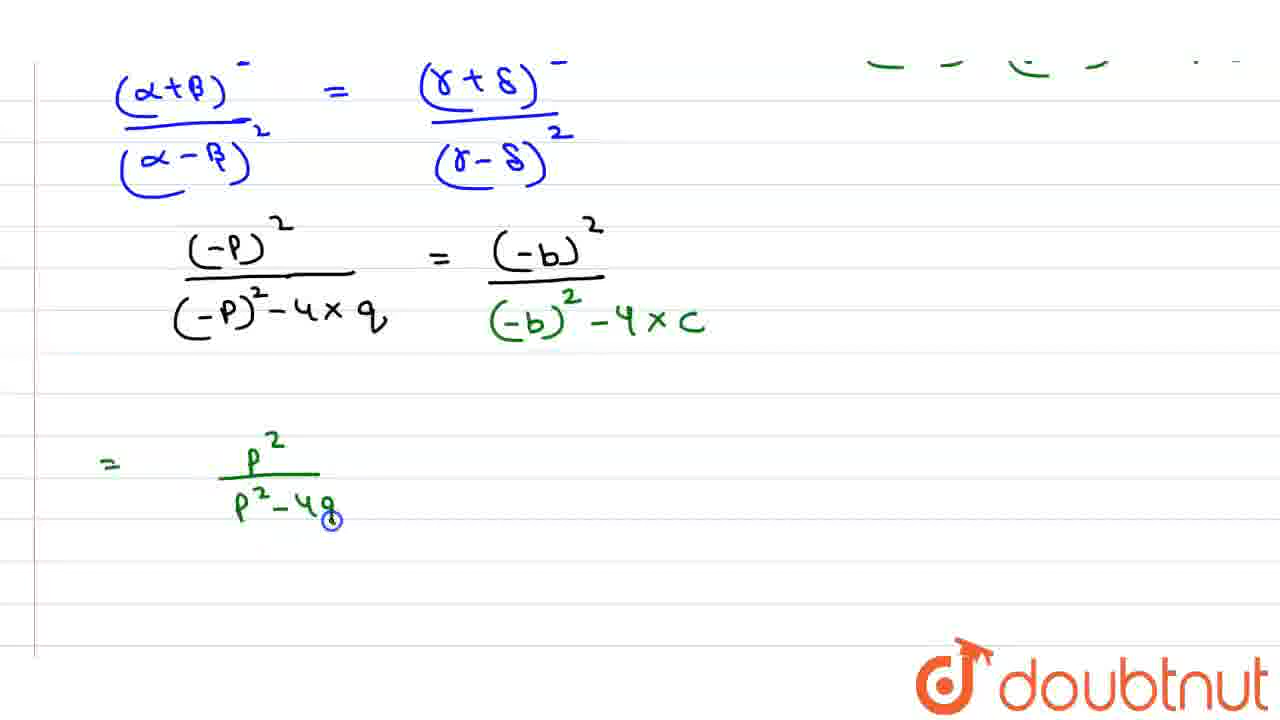 (α+β)² / (α-β)² = (γ+δ)² / (γ-δ)²
(-P)² / ((-P)² - 4×q) = (-b)² / ((-b)² - 4×c)
= P² / (P² - 4q)
doubtnut